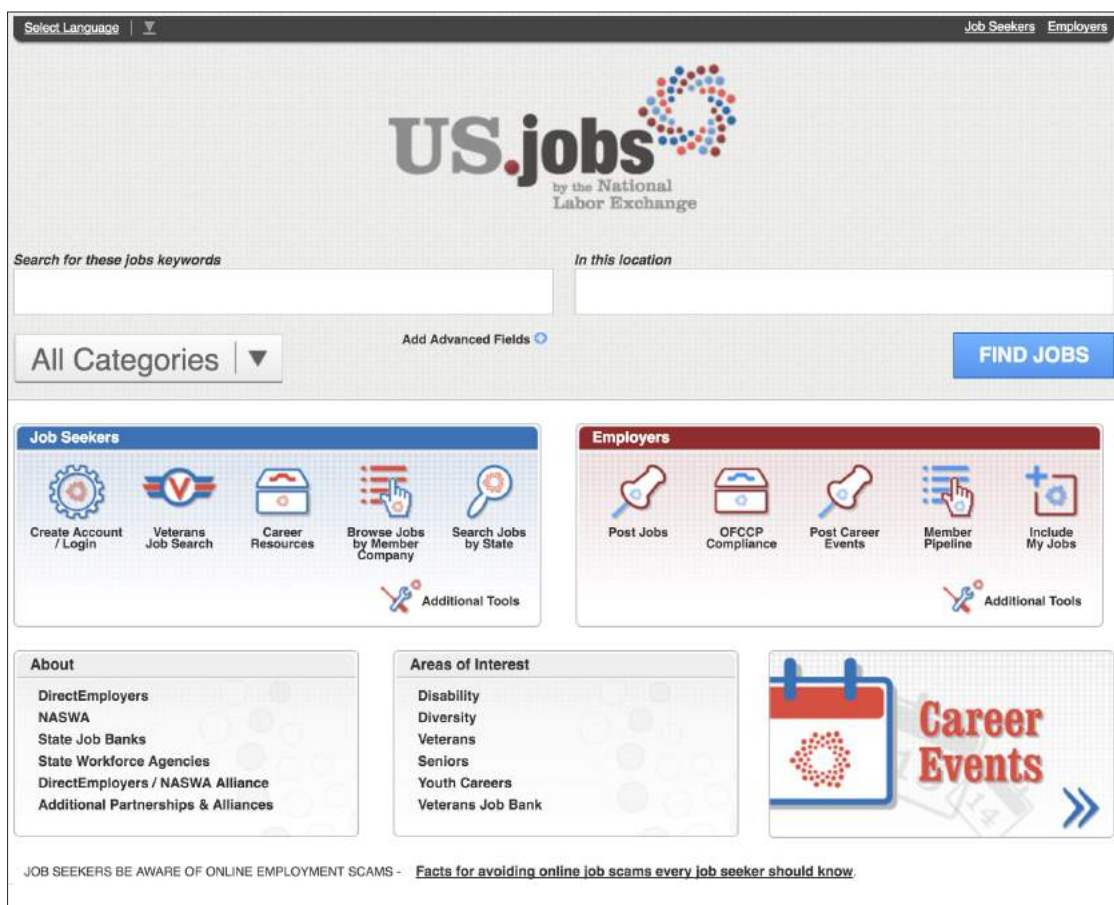 Select Language
Job Seekers Employers
US.jobs
by the National
Labor Exchange
Search for these jobs keywords
In this location
All Categories
Add Advanced Fields
FIND JOBS
Job Seekers
Create Account
/ Login
Veterans
Job Search
Career
Resources
Browse Jobs
by Member
Company
Search Jobs
by State
Additional Tools
Employers
Post Jobs
OFCCP
Compliance
Post Career
Events
Member
Pipeline
Include
My Jobs
Additional Tools
About
DirectEmployers
NASWA
State Job Banks
State Workforce Agencies
DirectEmployers / NASWA Alliance
Additional Partnerships & Alliances
Areas of Interest
Disability
Diversity
Veterans
Seniors
Youth Careers
Veterans Job Bank
Career
Events
14
JOB SEEKERS BE AWARE OF ONLINE EMPLOYMENT SCAMS - Facts for avoiding online job scams every job seeker should know.